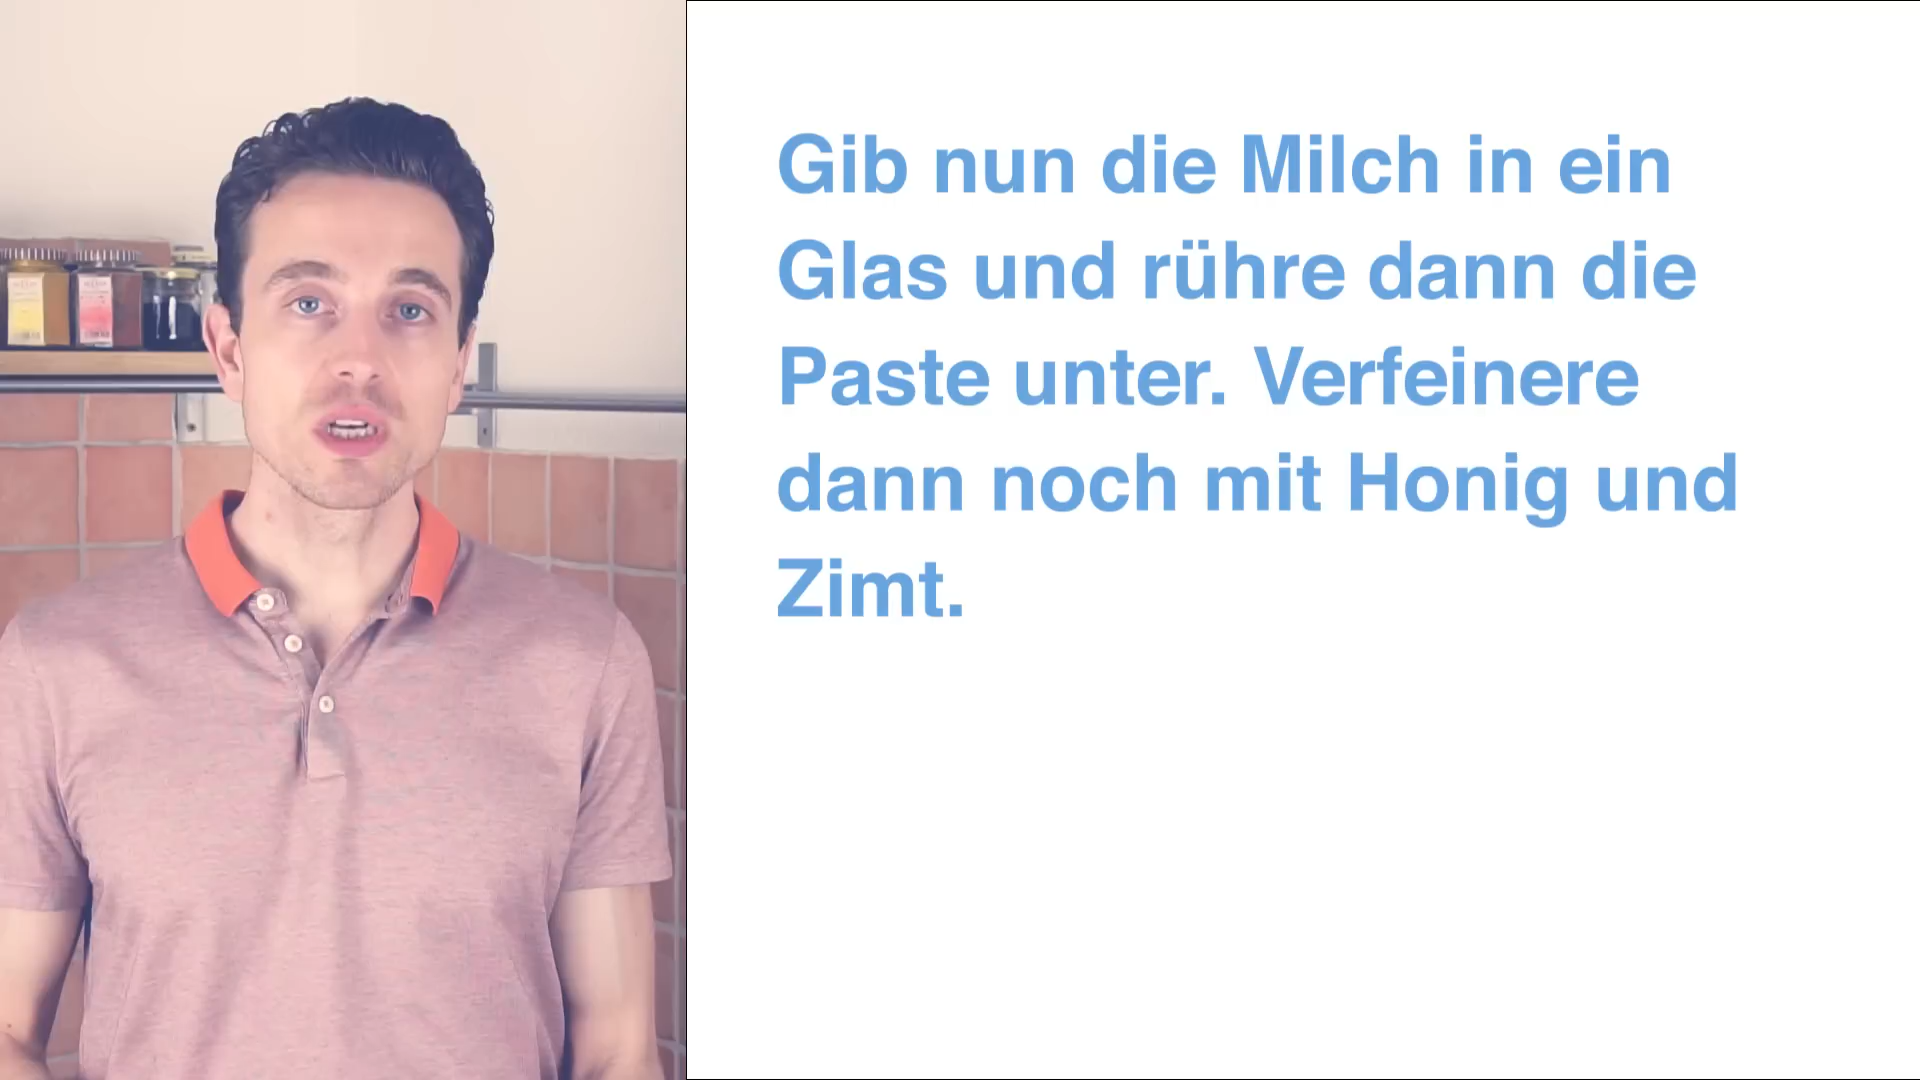 Gib nun die Milch in ein
Glas und rühre dann die
Paste unter. Verfeinere
dann noch mit Honig und
Zimt.